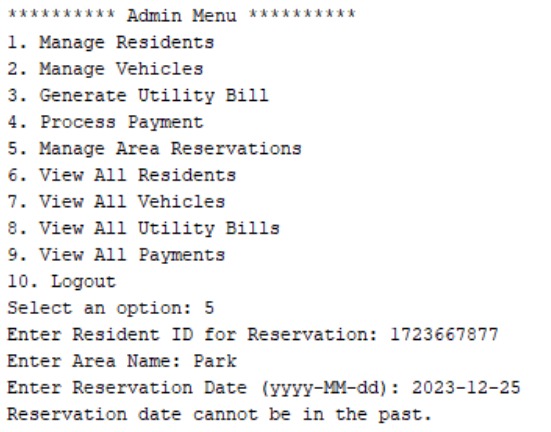 ********** Admin Menu **********
1. Manage Residents
2. Manage Vehicles
3. Generate Utility Bill
4. Process Payment
5. Manage Area Reservations
6. View All Residents
7. View All Vehicles
8. View All Utility Bills
9. View All Payments
10. Logout
Select an option: 5
Enter Resident ID for Reservation: 1723667877
Enter Area Name: Park
Enter Reservation Date (yyyy-MM-dd): 2023-12-25
Reservation date cannot be in the past.